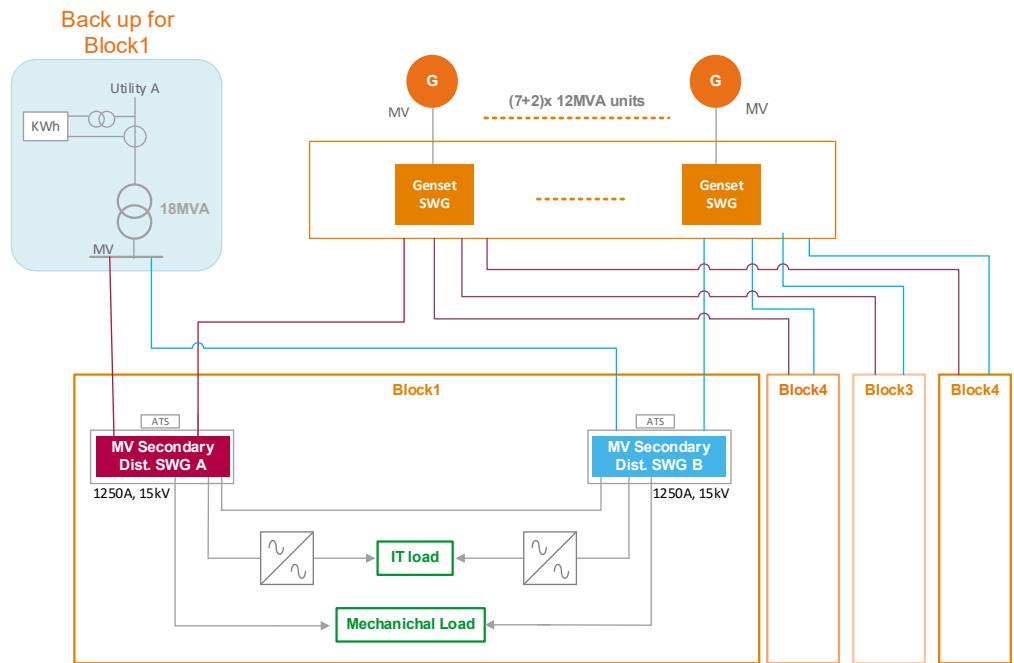 Back up for
Block1
Utility A
KWh
18MVA
MV
G
MV
(7+2)x 12MVA units
G
MV
Genset
SWG
Genset
SWG
Block1
Block4
Block3
Block4
ATS
MV Secondary
Dist. SWG A
1250A, 15kV
ATS
MV Secondary
Dist. SWG B
1250A, 15kV
IT load
Mechanichal Load